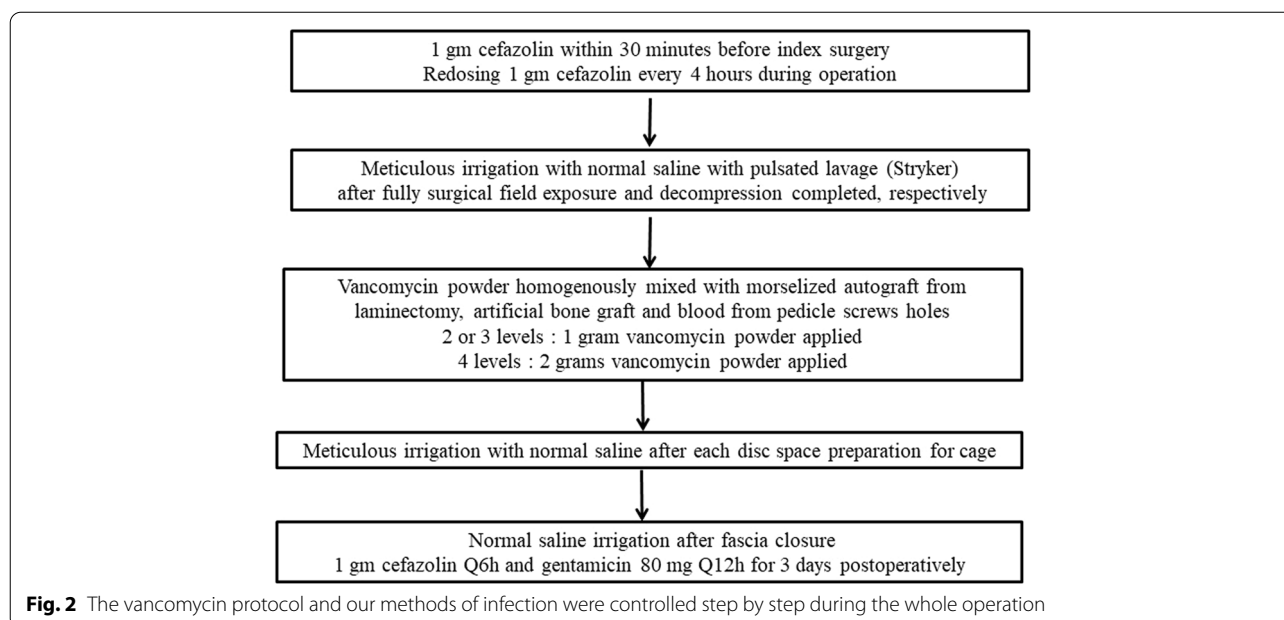 1 gm cefazolin within 30 minutes before index surgery
Redosing 1 gm cefazolin every 4 hours during operation
Meticulous irrigation with normal saline with pulsated lavage (Stryker)
after fully surgical field exposure and decompression completed, respectively
Vancomycin powder homogenously mixed with morselized autograft from
laminectomy, artificial bone graft and blood from pedicle screws holes
2 or 3 levels : 1 gram vancomycin powder applied
4 levels : 2 grams vancomycin powder applied
Meticulous irrigation with normal saline after each disc space preparation for cage
Normal saline irrigation after fascia closure
1 gm cefazolin Q6h and gentamicin 80 mg Q12h for 3 days postoperatively
Fig. 2 The vancomycin protocol and our methods of infection were controlled step by step during the whole operation